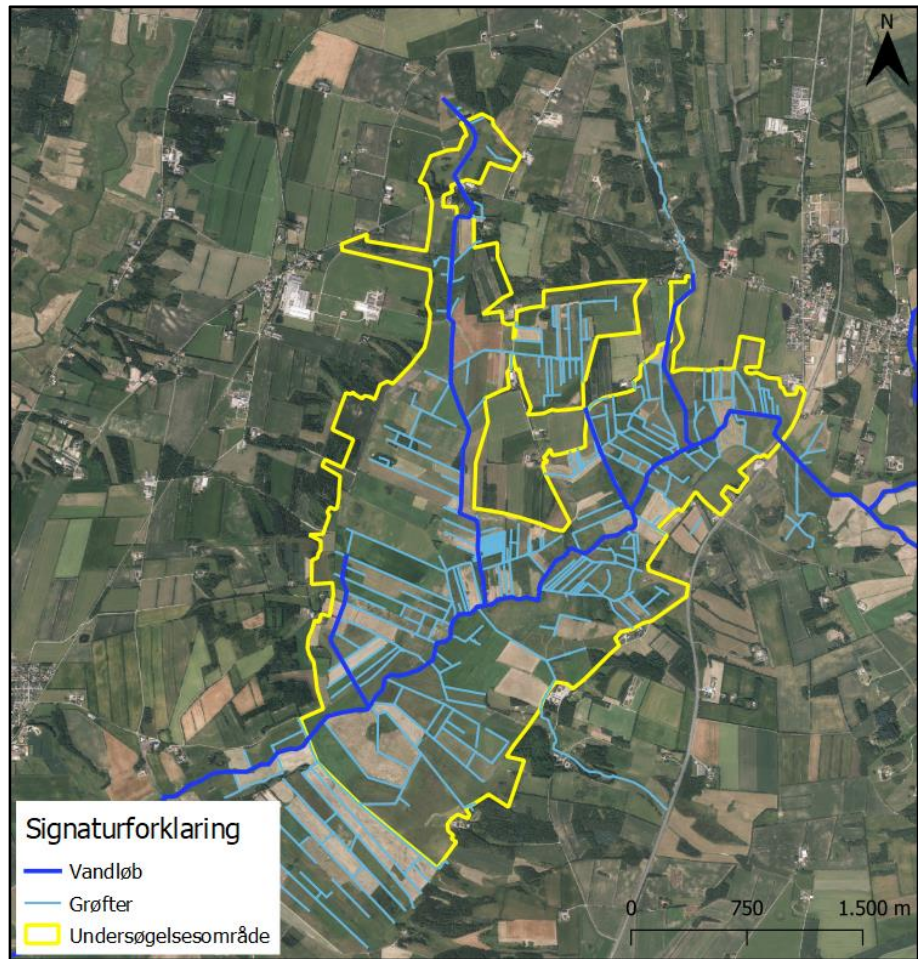 N
Signaturforklaring
Vandløb
Grøfter
Undersøgelsesområde
0 750 1.500 m